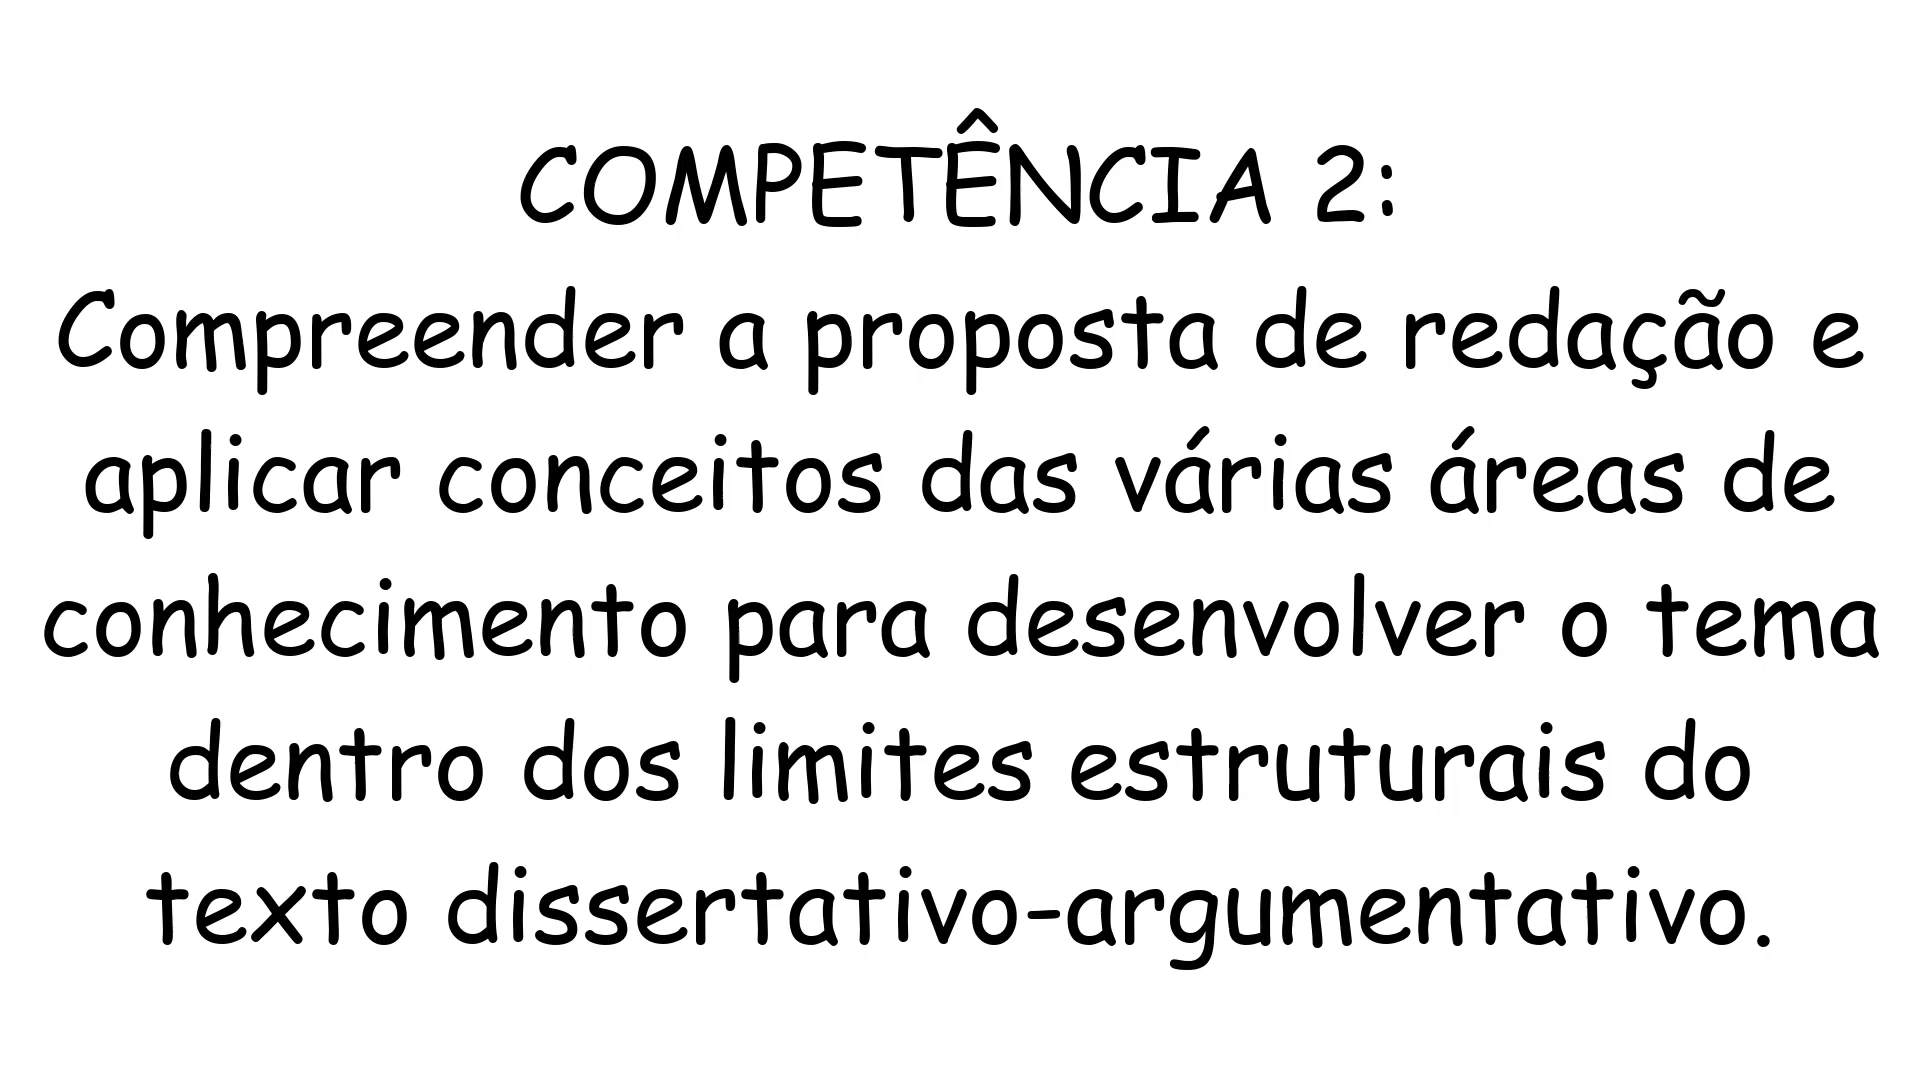 COMPETÊNCIA 2:
Compreender a proposta de redação e
aplicar conceitos das várias áreas de
conhecimento para desenvolver o tema
dentro dos limites estruturais do
texto dissertativo-argumentativo.